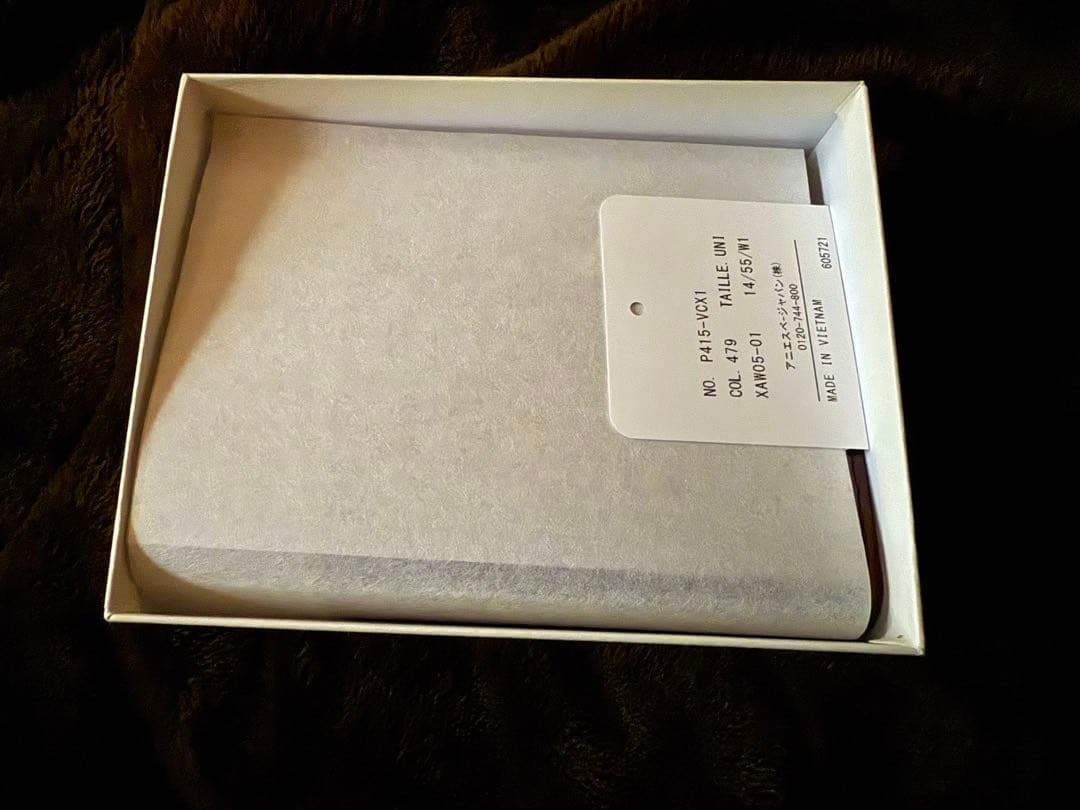 NO. P415-VCX1
COL. 479 TAILLE. UNI
XAW05-01 14/55/W1
アニエスベージャパン(株)
0120-744-800
MADE IN VIETNAM 605721